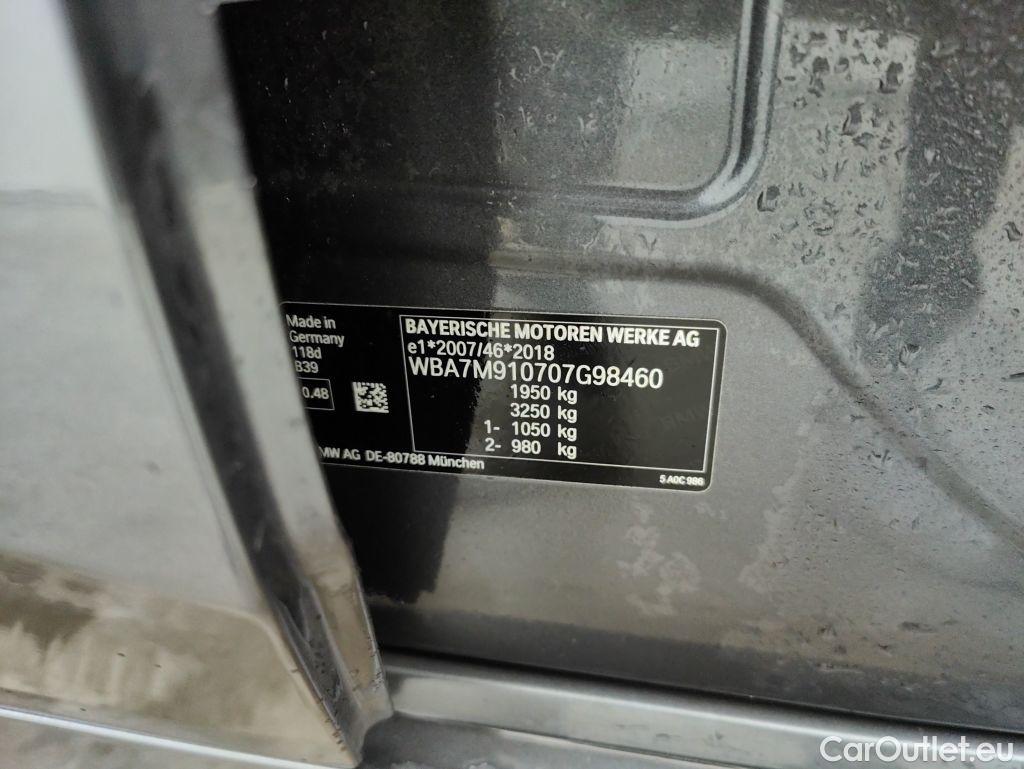 Made in
Germany
118d
B39
0.48
MW AG DE-80788 München
BAYERISCHE MOTOREN WERKE AG
e1*2007/46*2018
WBA7M910707G98460
1950 kg
3250 kg
1- 1050 kg
2- 980 kg
5 A0C 986
CarOutlet.eu